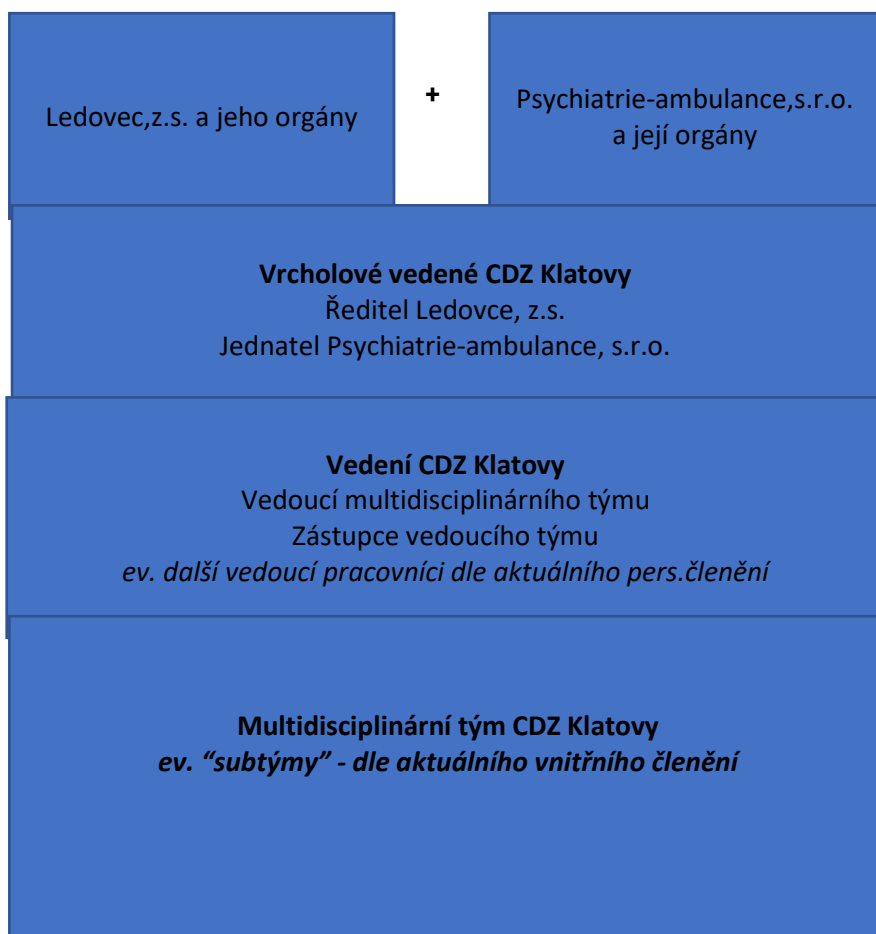 Ledovec,z.s. a jeho orgány
+
Psychiatrie-ambulance,s.r.o.
a její orgány
Vrcholové vedené CDZ Klatovy
Ředitel Ledovce, z.s.
Jednatel Psychiatrie-ambulance, s.r.o.
Vedení CDZ Klatovy
Vedoucí multidisciplinárního týmu
Zástupce vedoucího týmu
ev. další vedoucí pracovníci dle aktuálního pers.členění
Multidisciplinární tým CDZ Klatovy
ev. “subtýmy” - dle aktuálního vnitřního členění